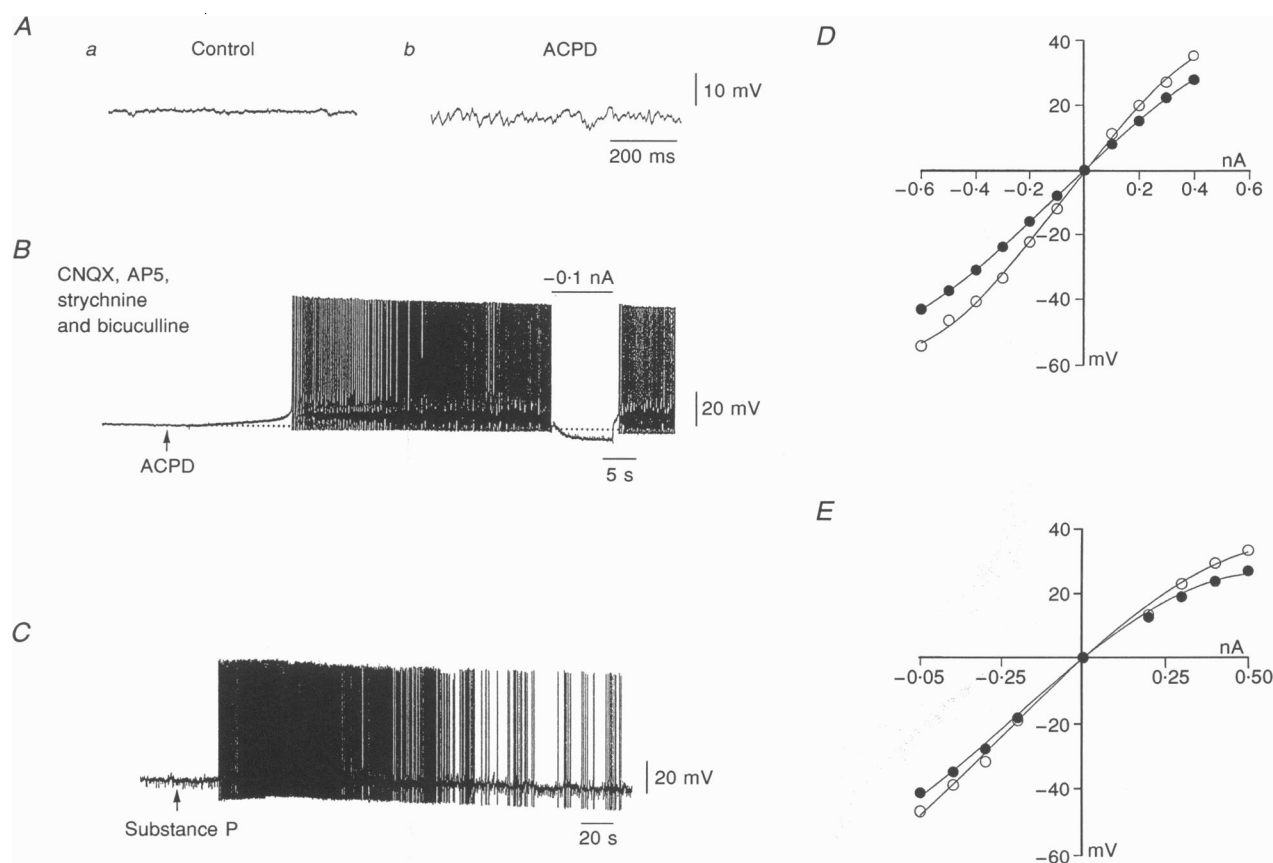 A
a Control
b ACPD
10 mV
200 ms
B
CNQX, AP5,
strychnine
and bicuculline
−0·1 nA
20 mV
ACPD
5 s
C
Substance P
20 mV
20 s
D
40
20
nA
−0·6 −0·4 −0·2 0·2 0·4 0·6
−20
−40
−60 mV
E
40
20
nA
−0·05 −0·25 0·25 0·50
−20
−40
−60 mV